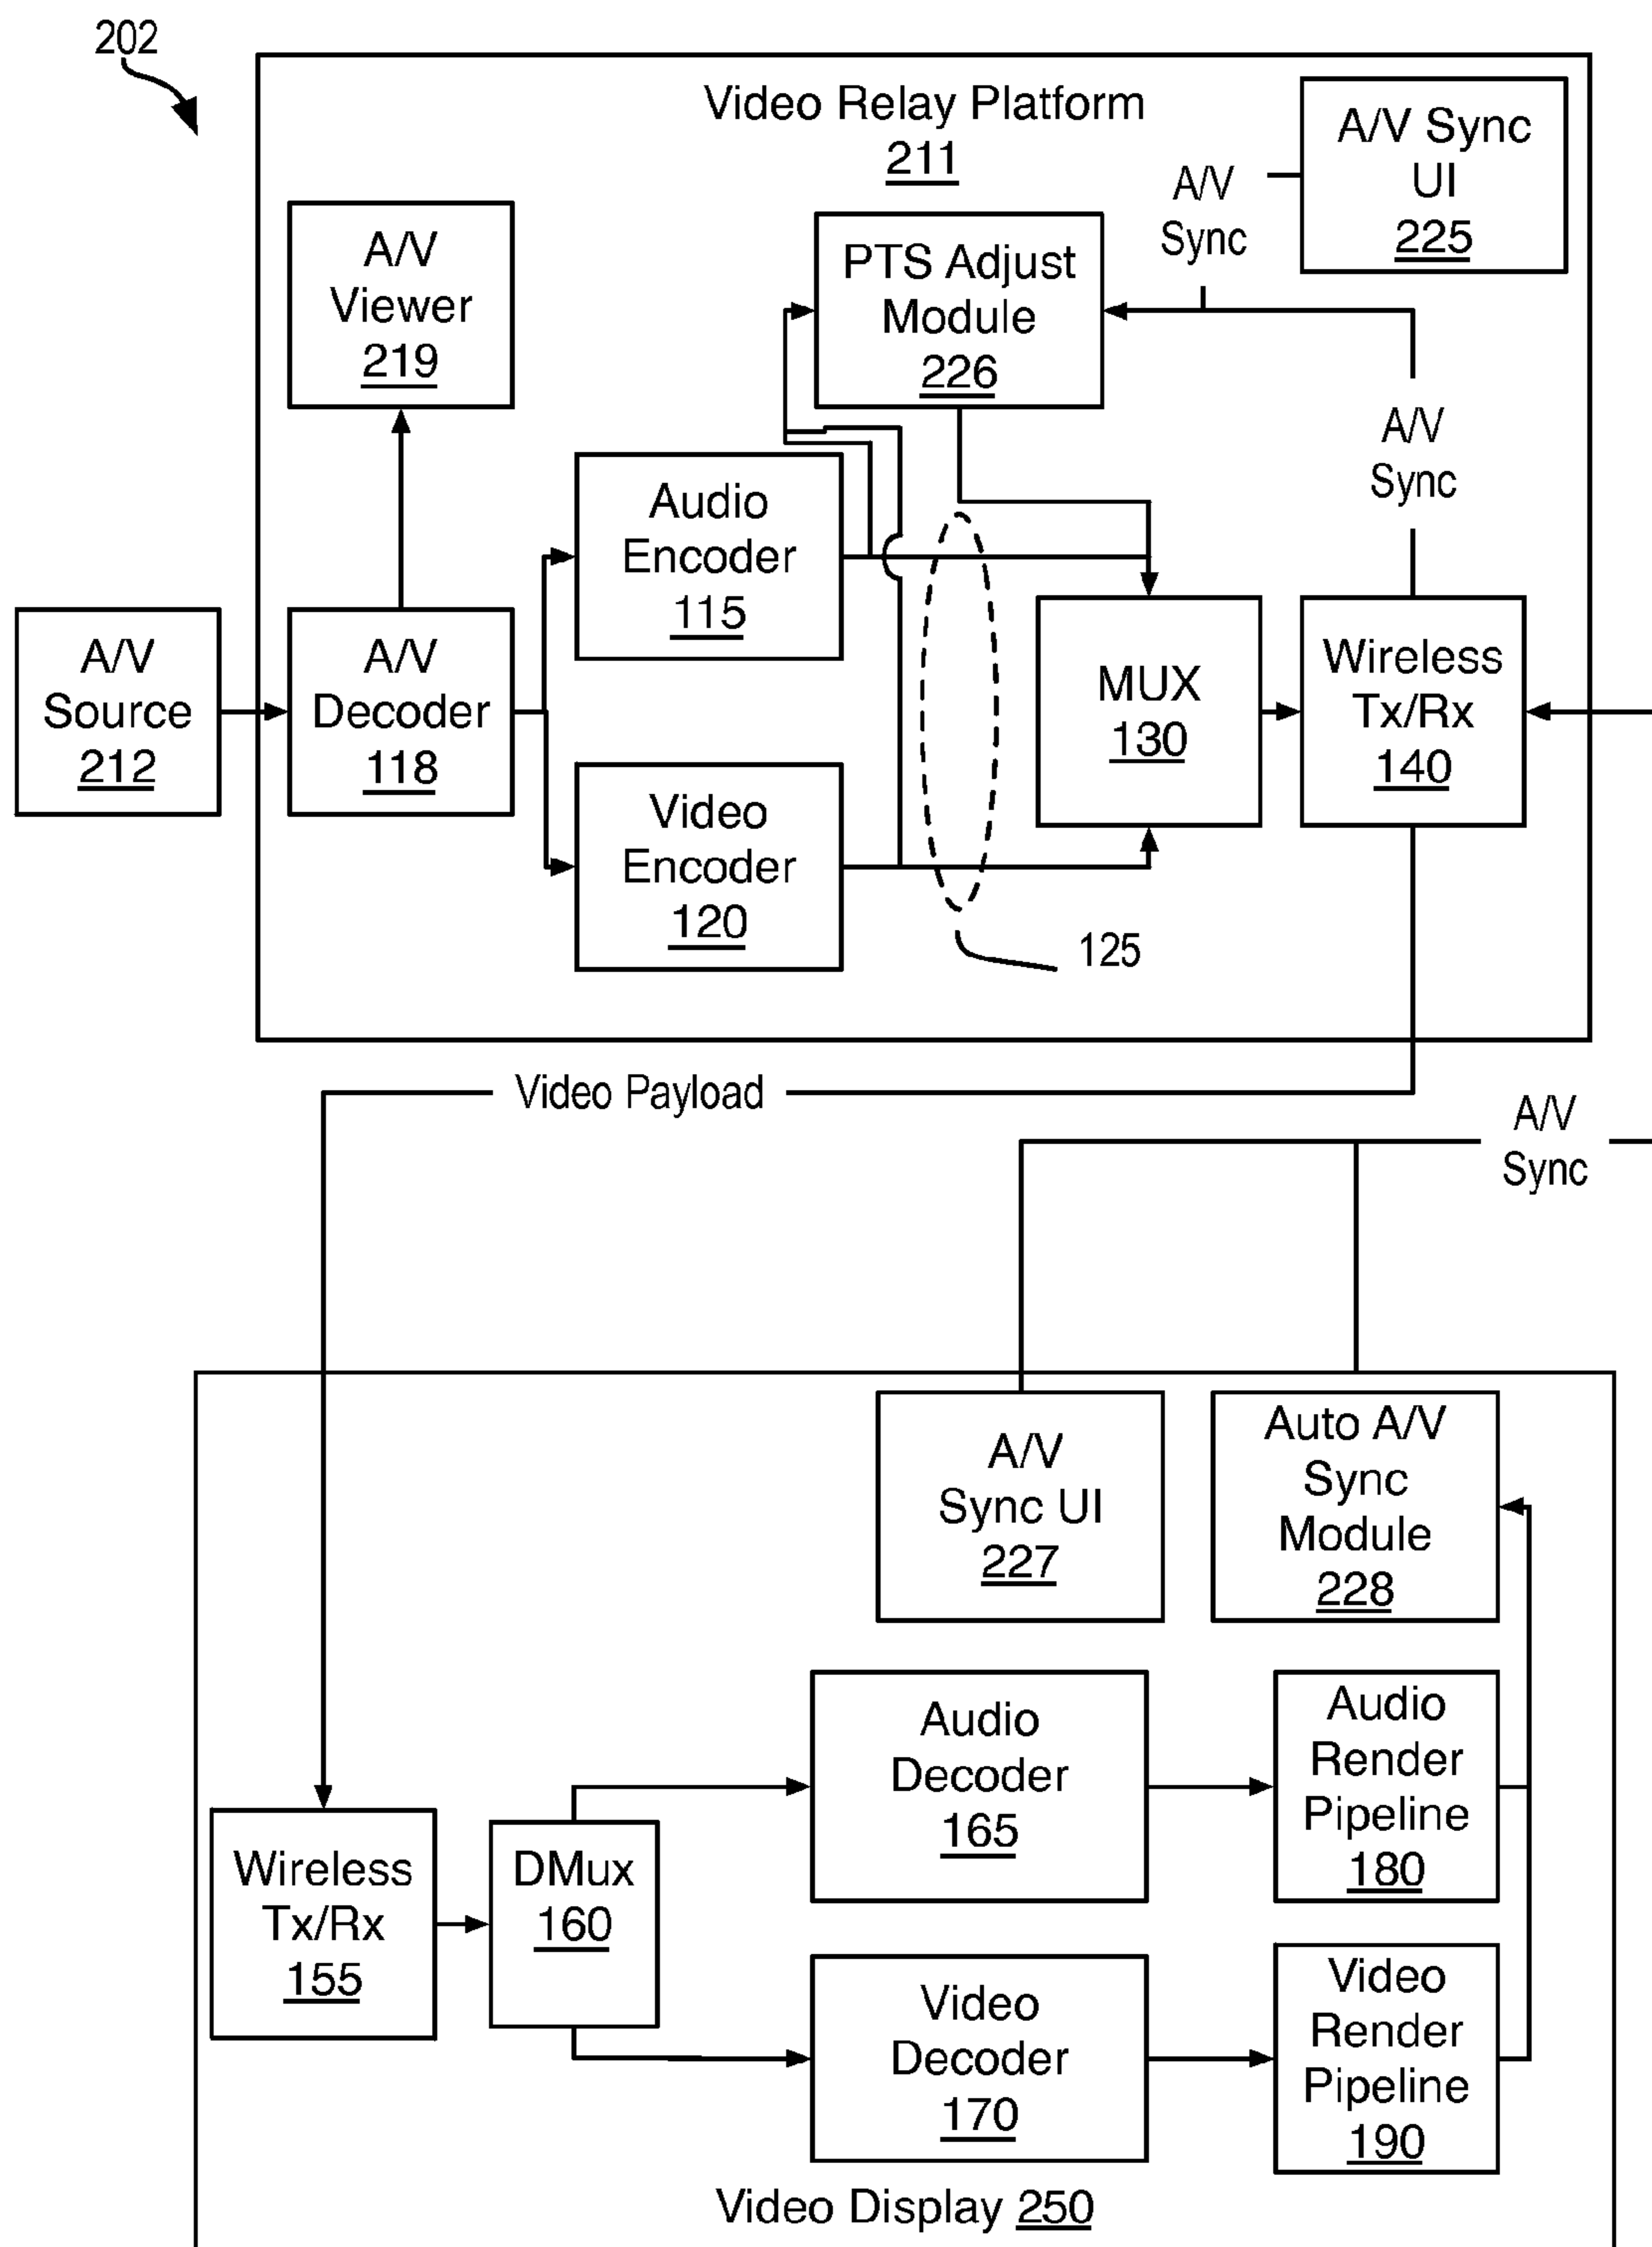 202
Video Relay Platform
211
A/V Sync
UI
225
A/V
Sync
A/V
Viewer
219
PTS Adjust
Module
226
A/V
Sync
Audio
Encoder
115
A/V
Source
212
A/V
Decoder
118
MUX
130
Wireless
Tx/Rx
140
Video
Encoder
120
125
Video Payload
A/V
Sync
A/V
Sync UI
227
Auto A/V
Sync
Module
228
Audio
Decoder
165
Audio
Render
Pipeline
180
Wireless
Tx/Rx
155
DMux
160
Video
Decoder
170
Video
Render
Pipeline
190
Video Display 250